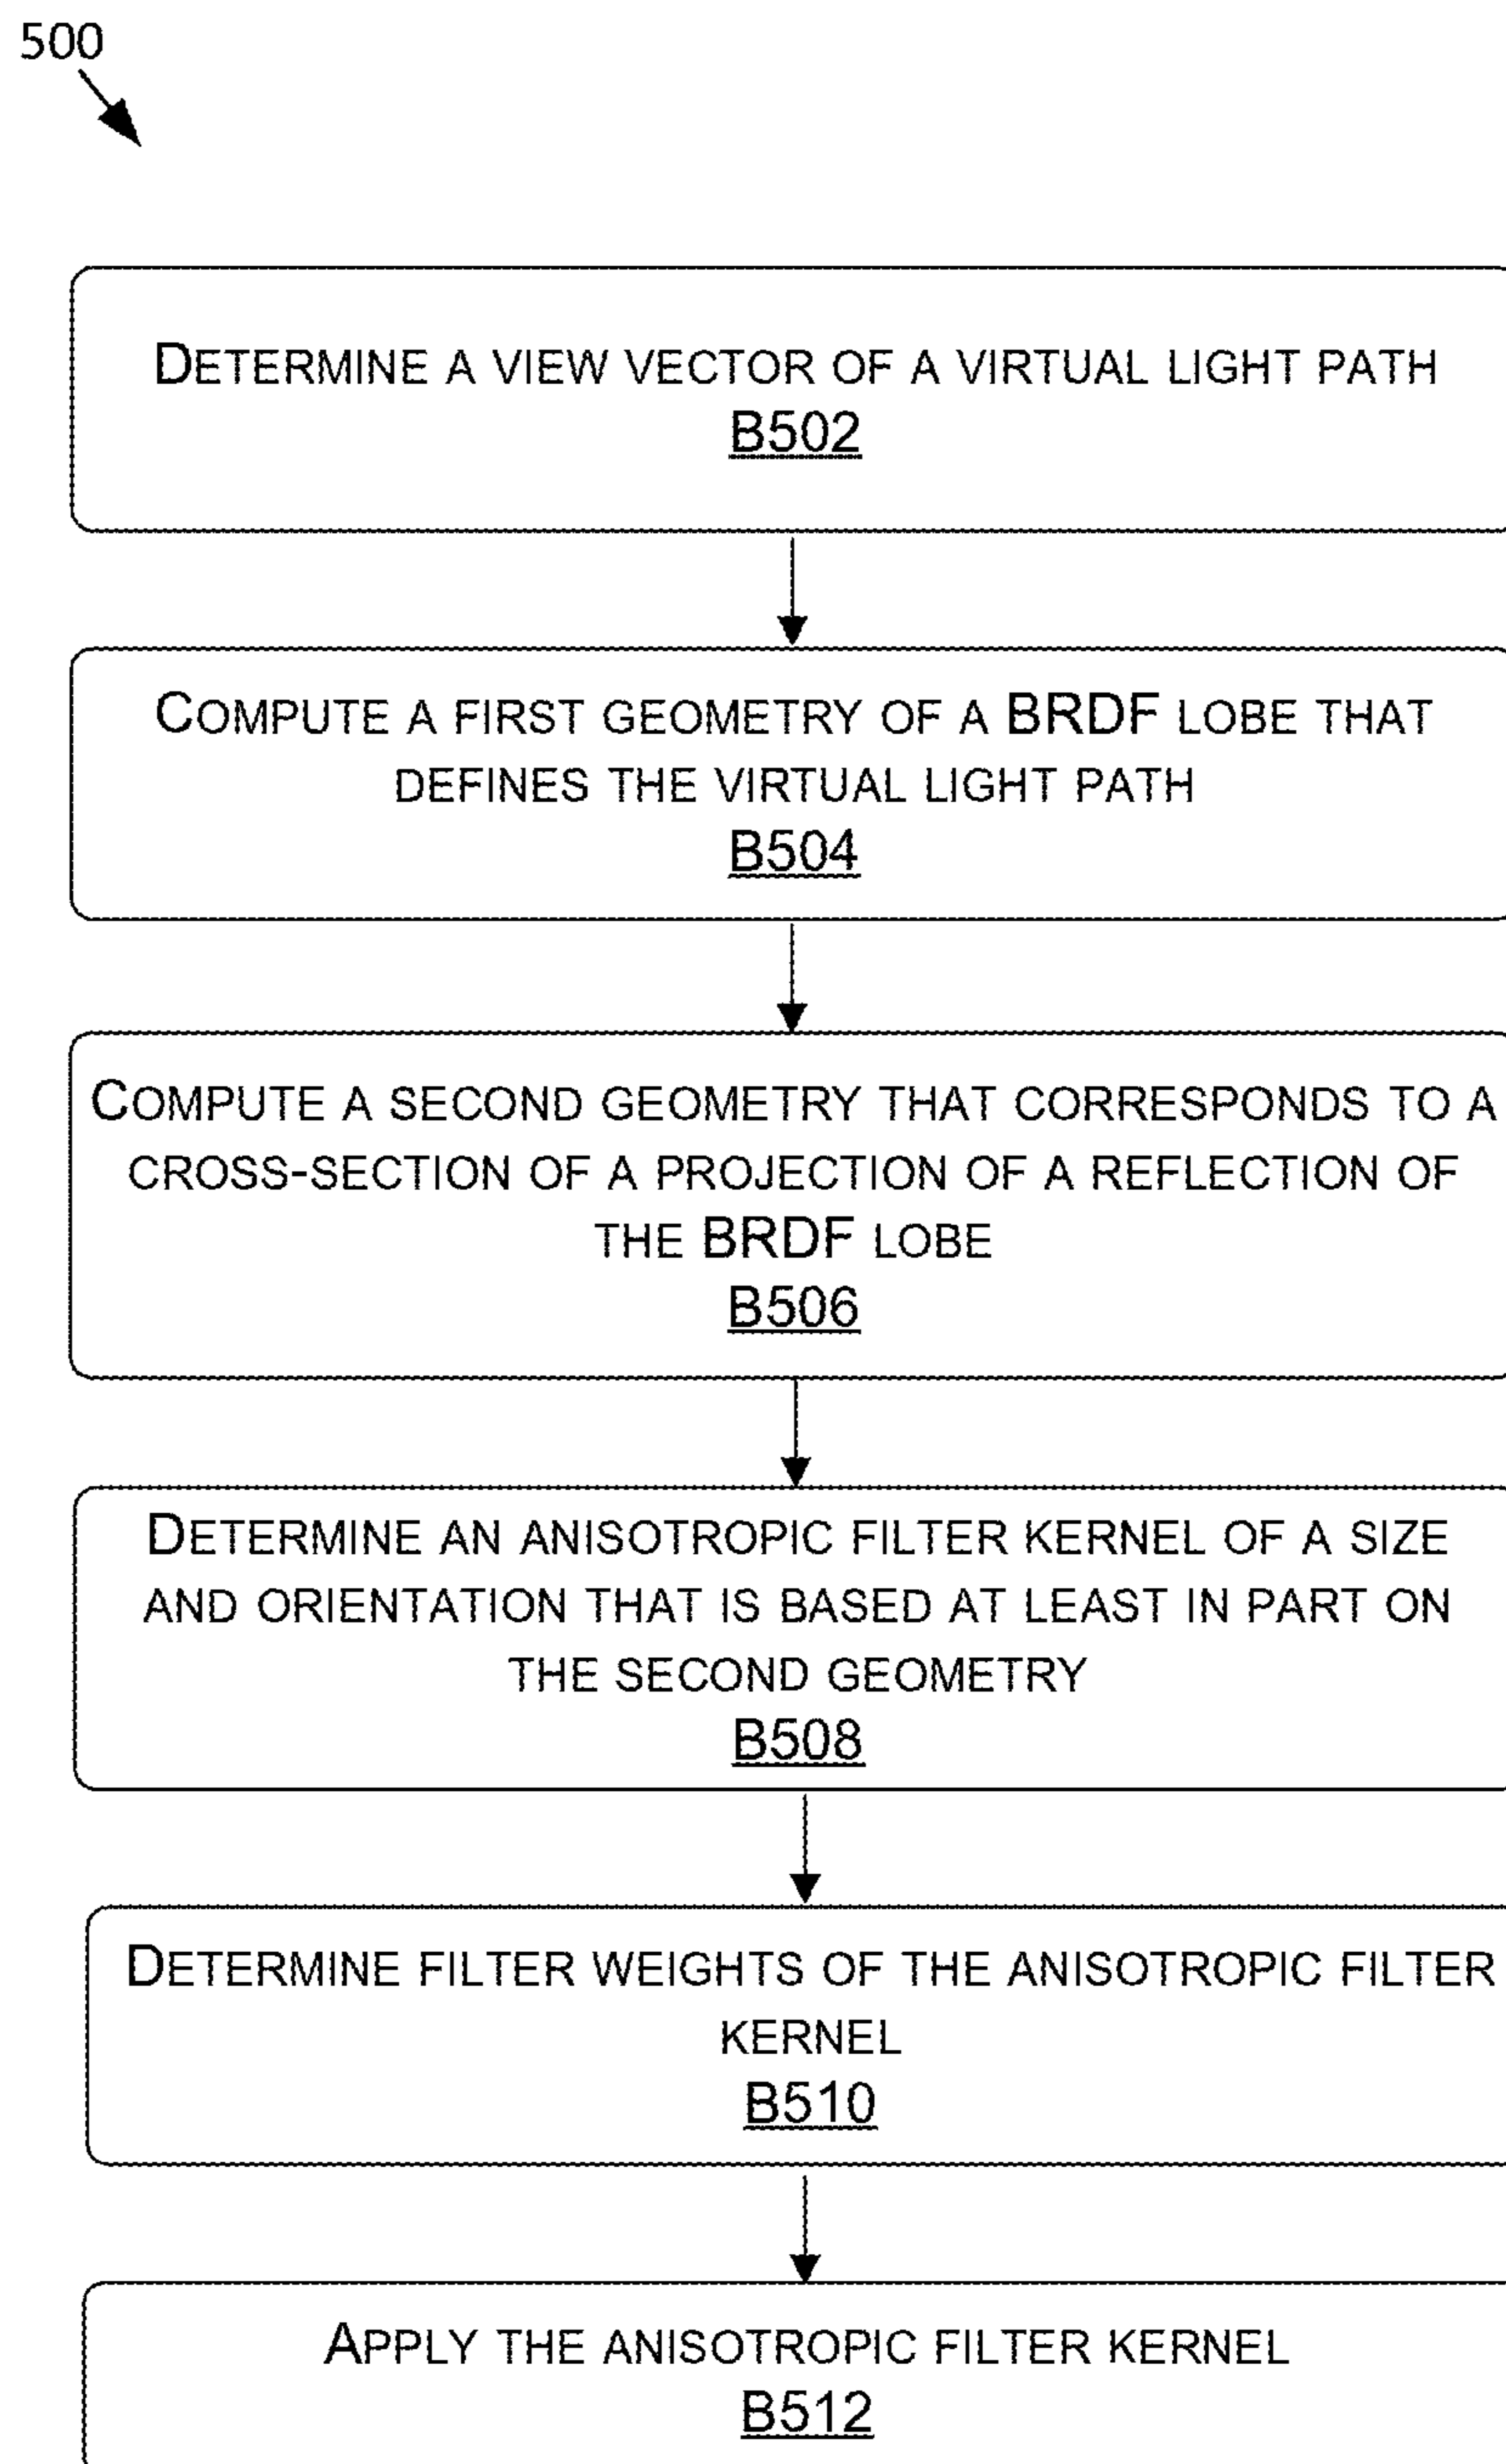 500
DETERMINE A VIEW VECTOR OF A VIRTUAL LIGHT PATH
B502
COMPUTE A FIRST GEOMETRY OF A BRDF LOBE THAT
DEFINES THE VIRTUAL LIGHT PATH
B504
COMPUTE A SECOND GEOMETRY THAT CORRESPONDS TO A
CROSS-SECTION OF A PROJECTION OF A REFLECTION OF
THE BRDF LOBE
B506
DETERMINE AN ANISOTROPIC FILTER KERNEL OF A SIZE
AND ORIENTATION THAT IS BASED AT LEAST IN PART ON
THE SECOND GEOMETRY
B508
DETERMINE FILTER WEIGHTS OF THE ANISOTROPIC FILTER
KERNEL
B510
APPLY THE ANISOTROPIC FILTER KERNEL
B512